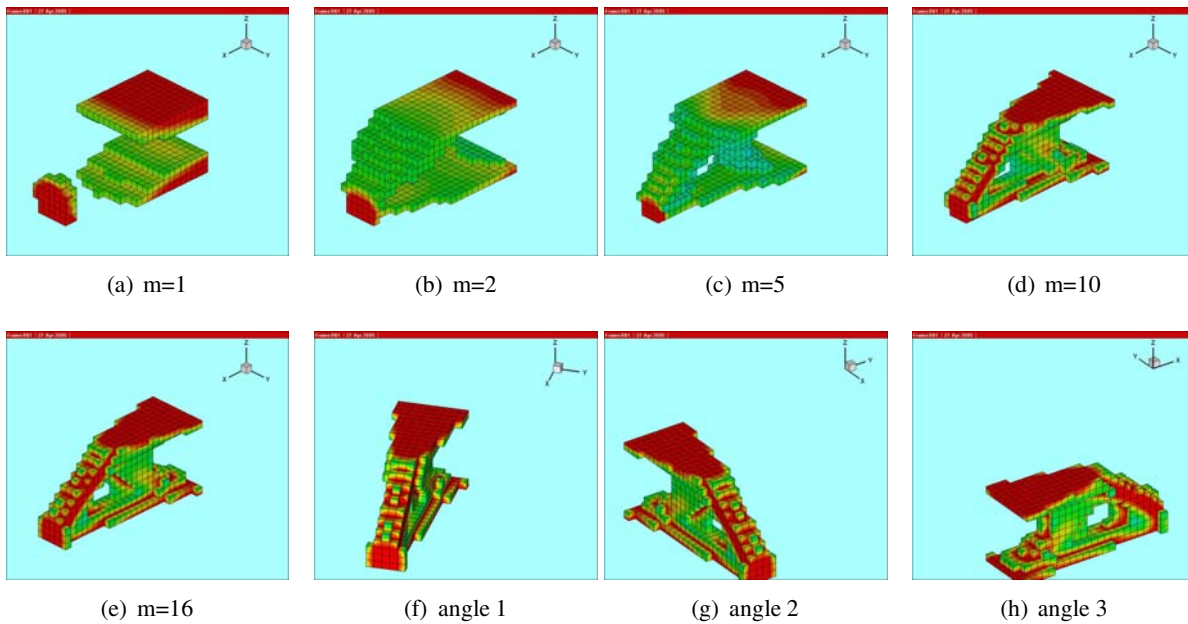 Z
X
Y
Z
X
Y
Z
X
Y
Z
X
Y
(a) m=1
(b) m=2
(c) m=5
(d) m=10
Z
X
Y
Z
X
Y
Z
Y
X
Z
Y
X
(e) m=16
(f) angle 1
(g) angle 2
(h) angle 3